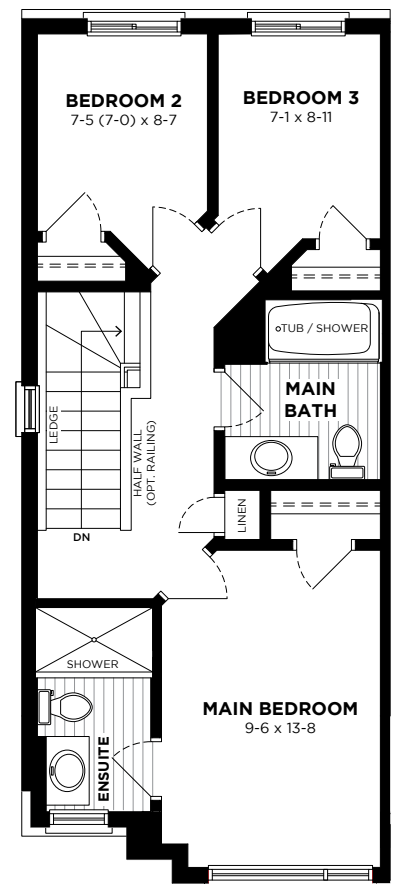 BEDROOM 2
7-5 (7-0) x 8-7
BEDROOM 3
7-1 x 8-11
TUB / SHOWER
MAIN
BATH
LEDGE
HALF WALL
(OPT. RAILING)
LINEN
DN
SHOWER
MAIN BEDROOM
9-6 x 13-8
ENSUITE